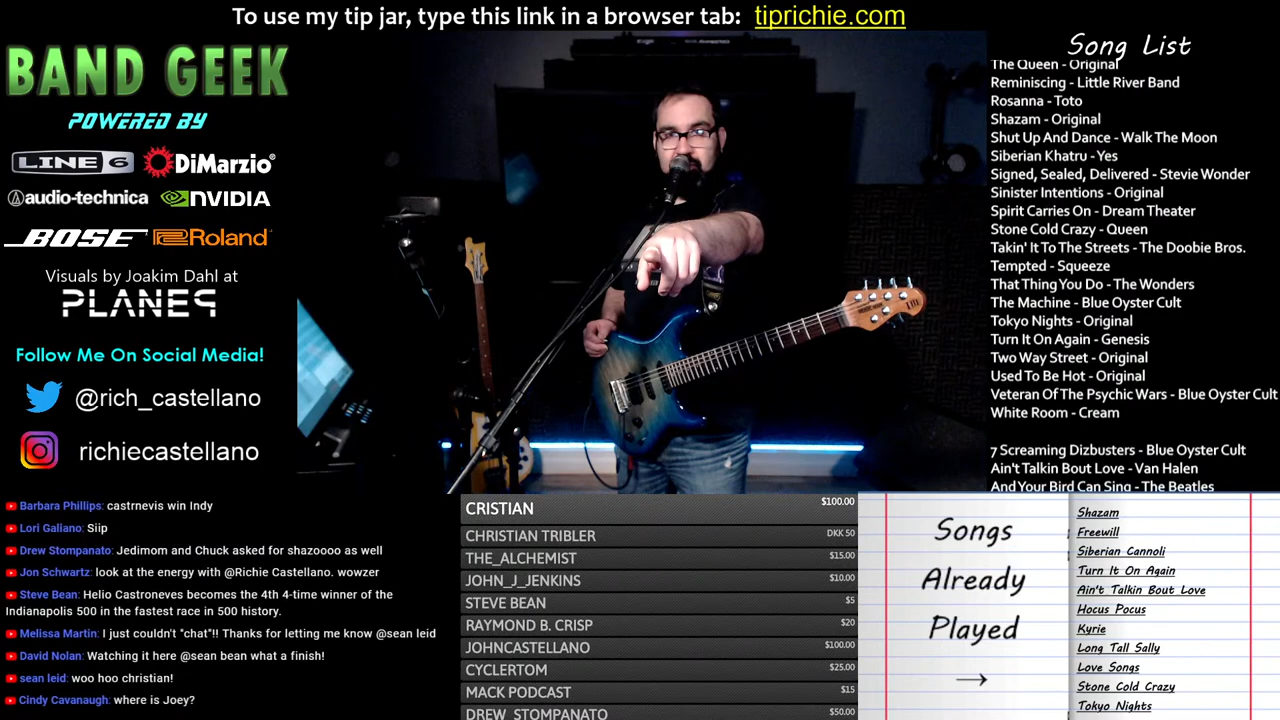 To use my tip jar, type this link in a browser tab: tiprichie.com
BAND GEEK
POWERED BY
LINE 6
DiMarzio®
audio-technica
NVIDIA
BOSE
Roland
Visuals by Joakim Dahl at
PLANE9
Follow Me On Social Media!
@rich_castellano
richiecastellano
Song List
The Queen - Original
Reminiscing - Little River Band
Rosanna - Toto
Shazam - Original
Shut Up And Dance - Walk The Moon
Siberian Khatru - Yes
Signed, Sealed, Delivered - Stevie Wonder
Sinister Intentions - Original
Spirit Carries On - Dream Theater
Stone Cold Crazy - Queen
Takin' It To The Streets - The Doobie Bros.
Tempted - Squeeze
That Thing You Do - The Wonders
The Machine - Blue Oyster Cult
Tokyo Nights - Original
Turn It On Again - Genesis
Two Way Street - Original
Used To Be Hot - Original
Veteran Of The Psychic Wars - Blue Oyster Cult
White Room - Cream
7 Screaming Dizbusters - Blue Oyster Cult
Ain't Talkin Bout Love - Van Halen
And Your Bird Can Sing - The Beatles
Barbara Phillips: castrnevis win Indy
Lori Galiano: Siip
Drew Stompanato: Jedimom and Chuck asked for shazoooo as well
Jon Schwartz: look at the energy with @Richie Castellano. wowzer
Steve Bean: Helio Castroneves becomes the 4th 4-time winner of the
Indianapolis 500 in the fastest race in 500 history.
Melissa Martin: I just couldn't "chat"!! Thanks for letting me know @sean leid
David Nolan: Watching it here @sean bean what a finish!
sean leid: woo hoo christian!
Cindy Cavanaugh: where is Joey?
CRISTIAN $100.00
CHRISTIAN TRIBLER DKK 50
THE_ALCHEMIST $15.00
JOHN_J_JENKINS $10.00
STEVE BEAN $5
RAYMOND B. CRISP $20
JOHNCASTELLANO $100.00
CYCLERTOM $25.00
MACK PODCAST $15
DREW_STOMPANATO $50.00
Songs
Already
Played
→
Shazam
Freewill
Siberian Cannoli
Turn It On Again
Ain't Talkin Bout Love
Hocus Pocus
Kyrie
Long Tall Sally
Love Songs
Stone Cold Crazy
Tokyo Nights